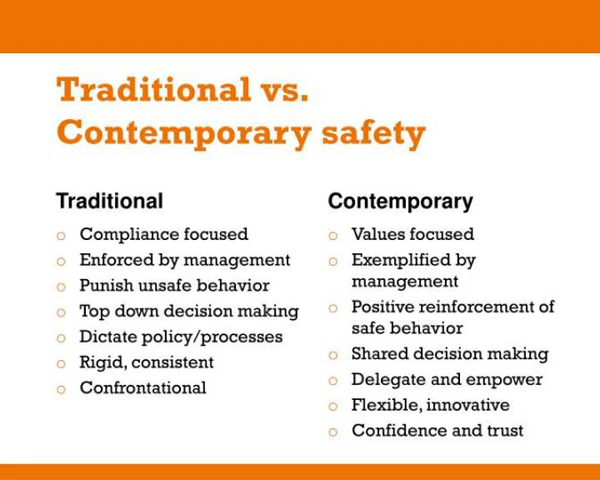 Traditional vs.
Contemporary safety
Traditional
Compliance focused
Enforced by management
Punish unsafe behavior
Top down decision making
Dictate policy/processes
Rigid, consistent
Confrontational
Contemporary
Values focused
Exemplified by
management
Positive reinforcement of
safe behavior
Shared decision making
Delegate and empower
Flexible, innovative
Confidence and trust